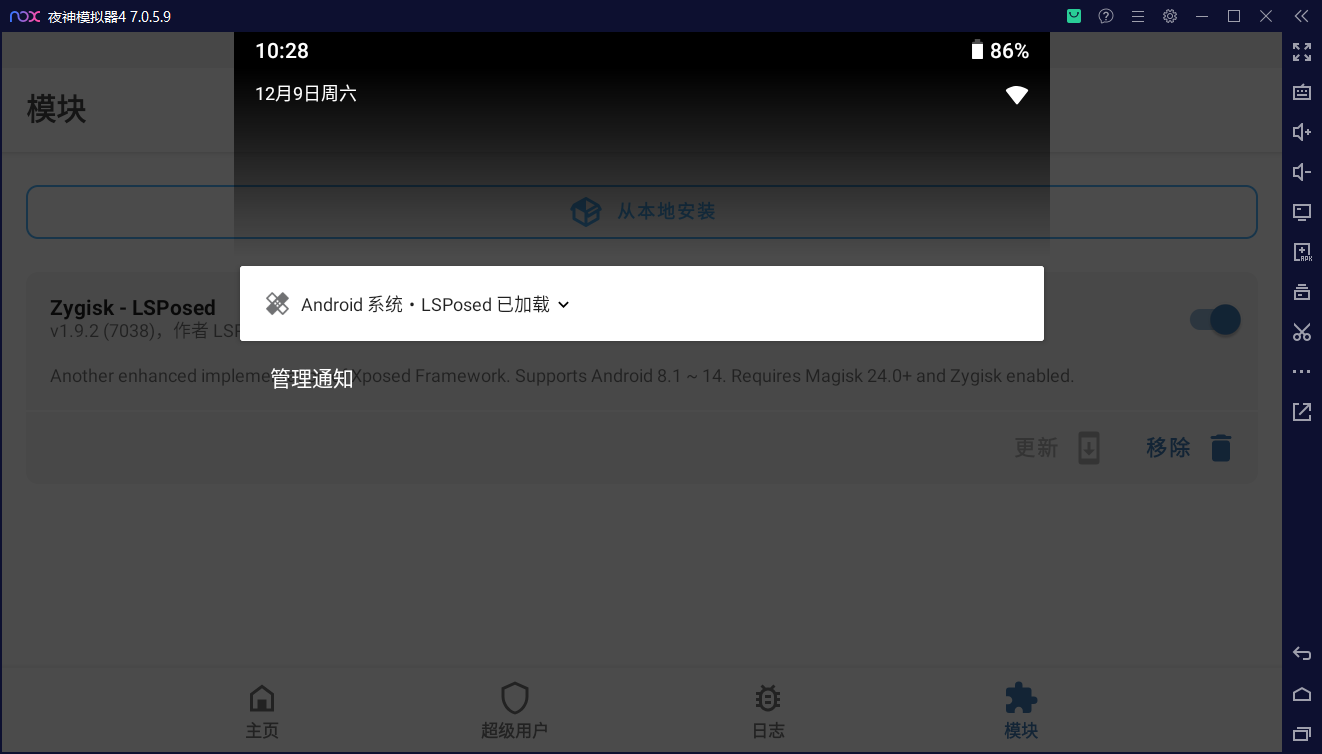 nox 夜神模拟器4 7.0.5.9
10:28
86%
12月9日周六
模块
从本地安装
Android 系统 • LSPosed 已加载
Zygisk - LSPosed
v1.9.2 (7038)，作者 LSP
管理通知
Another enhanced impleme Xposed Framework. Supports Android 8.1 ~ 14. Requires Magisk 24.0+ and Zygisk enabled.
更新
移除
主页
超级用户
日志
模块
APK